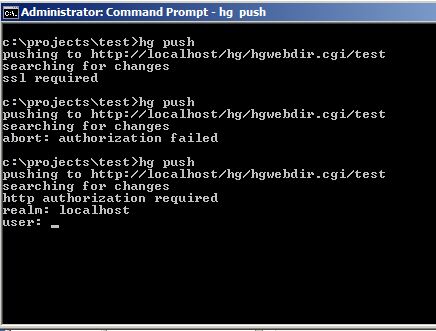 Administrator: Command Prompt - hg  push
c:\projects\test>hg push
pushing to http://localhost/hg/hgwebdir.cgi/test
searching for changes
ssl required
c:\projects\test>hg push
pushing to http://localhost/hg/hgwebdir.cgi/test
searching for changes
abort: authorization failed
c:\projects\test>hg push
pushing to http://localhost/hg/hgwebdir.cgi/test
searching for changes
http authorization required
realm: localhost
user: _